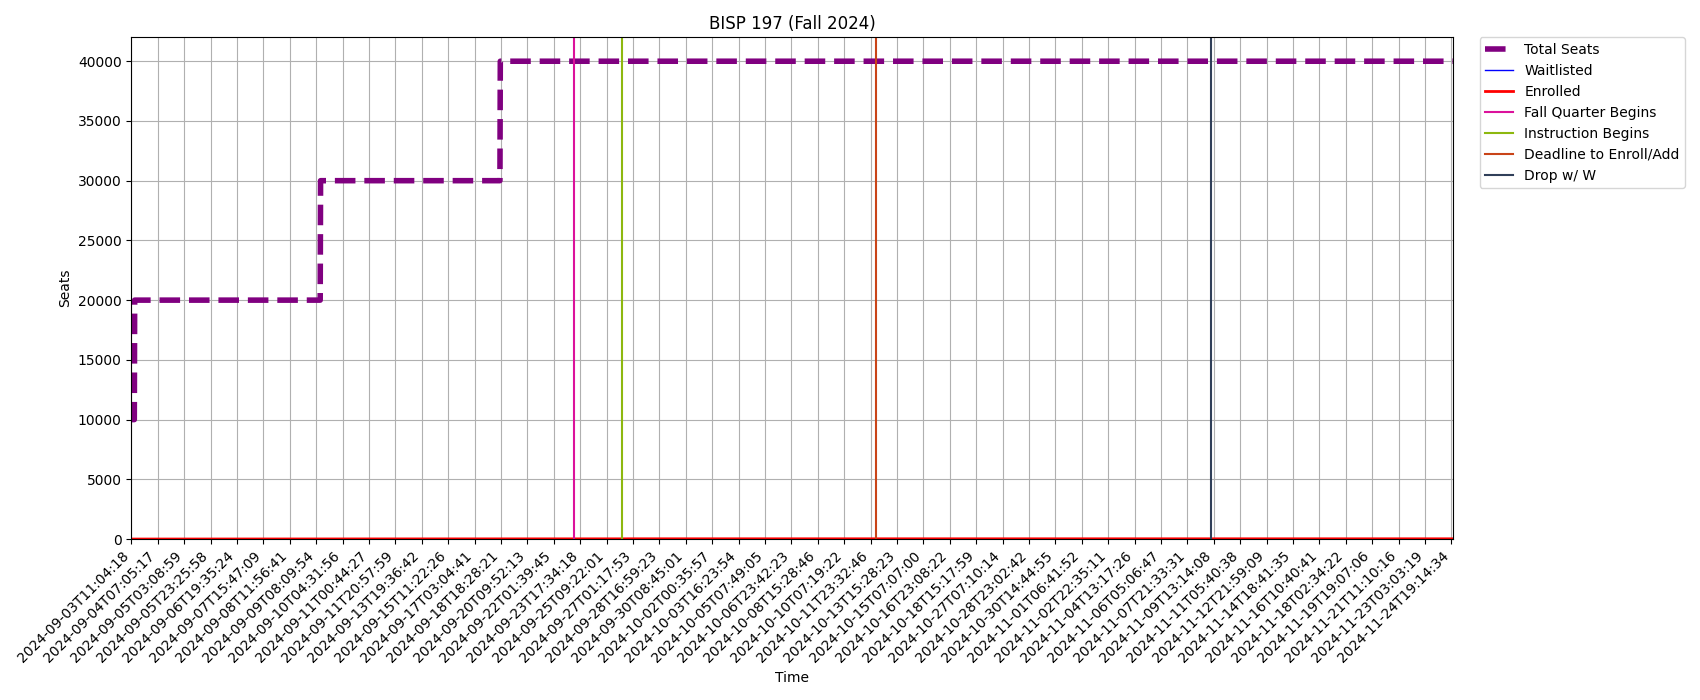 BISP 197 (Fall 2024)
Total Seats
Waitlisted
Enrolled
Fall Quarter Begins
Instruction Begins
Deadline to Enroll/Add
Drop w/ W
Seats
40000
35000
30000
25000
20000
15000
10000
5000
0
2024-09-03T11:04:18
2024-09-04T07:05:17
2024-09-05T03:08:59
2024-09-05T23:25:58
2024-09-06T19:35:24
2024-09-07T15:47:09
2024-09-08T11:56:41
2024-09-09T08:09:54
2024-09-10T04:31:56
2024-09-11T00:44:27
2024-09-11T20:57:59
2024-09-13T19:36:42
2024-09-15T11:22:26
2024-09-17T03:04:41
2024-09-18T18:28:21
2024-09-20T09:52:13
2024-09-22T01:39:45
2024-09-23T17:34:18
2024-09-25T09:22:01
2024-09-27T01:17:53
2024-09-28T16:59:23
2024-09-30T08:45:01
2024-10-02T00:35:57
2024-10-03T16:23:54
2024-10-05T07:49:05
2024-10-06T23:42:23
2024-10-08T15:28:46
2024-10-10T07:19:22
2024-10-11T23:32:46
2024-10-13T15:28:23
2024-10-15T07:07:00
2024-10-16T23:08:22
2024-10-18T15:17:59
2024-10-27T07:10:14
2024-10-28T23:02:42
2024-10-30T14:44:55
2024-11-01T06:41:52
2024-11-02T22:35:11
2024-11-04T13:17:26
2024-11-06T05:06:47
2024-11-07T21:33:31
2024-11-09T13:14:08
2024-11-11T05:40:38
2024-11-12T21:59:09
2024-11-14T18:41:35
2024-11-16T10:40:41
2024-11-18T02:34:22
2024-11-19T19:07:06
2024-11-21T11:10:16
2024-11-23T03:03:19
2024-11-24T19:14:34
Time